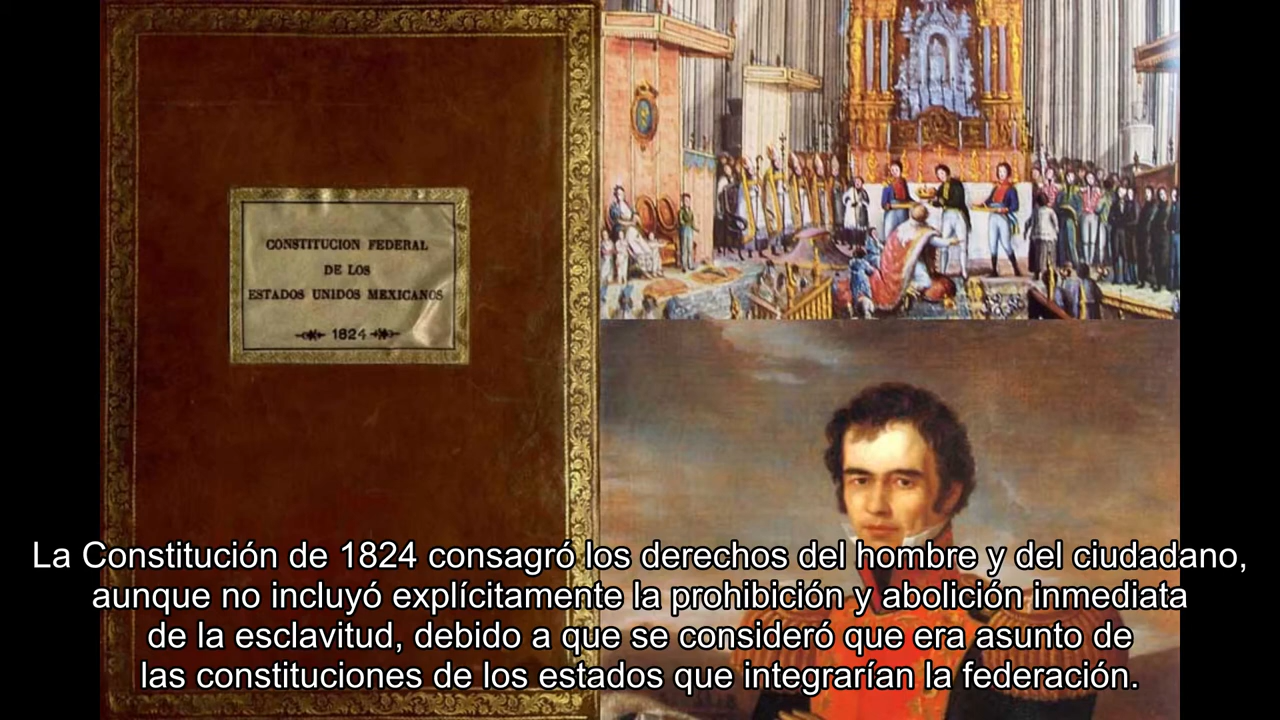 CONSTITUCION FEDERAL
DE LOS
ESTADOS UNIDOS MEXICANOS
1824
La Constitución de 1824 consagró los derechos del hombre y del ciudadano,
aunque no incluyó explícitamente la prohibición y abolición inmediata
de la esclavitud, debido a que se consideró que era asunto de
las constituciones de los estados que integrarían la federación.